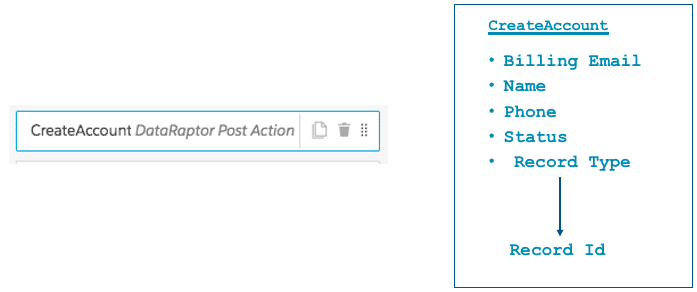 CreateAccount DataRaptor Post Action
CreateAccount
• Billing Email
• Name
• Phone
• Status
• Record Type
Record Id